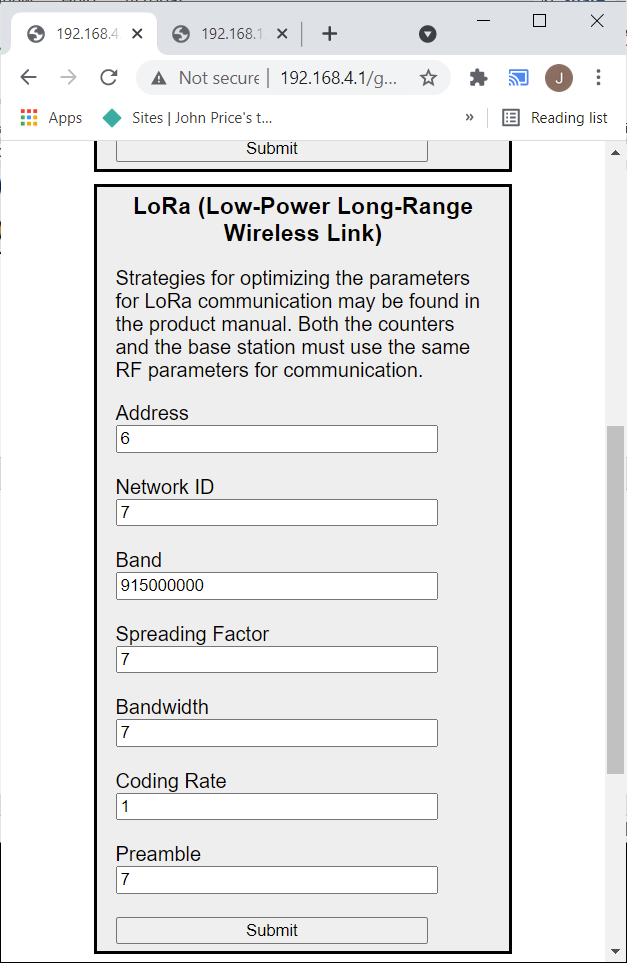 192.168.4
192.168.1
Not secure
192.168.4.1/g...
J
Apps
Sites | John Price's t...
»
Reading list
Submit
LoRa (Low-Power Long-Range
Wireless Link)
Strategies for optimizing the parameters
for LoRa communication may be found in
the product manual. Both the counters
and the base station must use the same
RF parameters for communication.
Address
6
Network ID
7
Band
915000000
Spreading Factor
7
Bandwidth
7
Coding Rate
1
Preamble
7
Submit